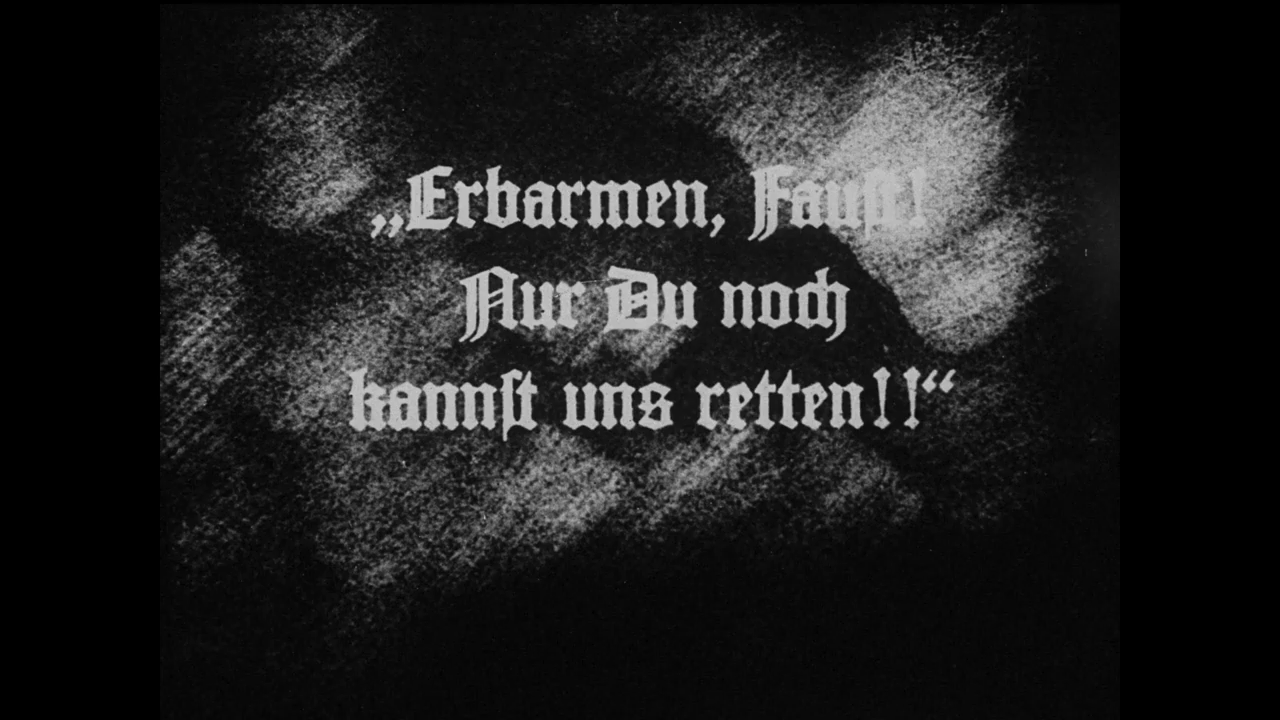 „Erbarmen, Fauſt!
Nur Du noch
kannſt uns retten!!“